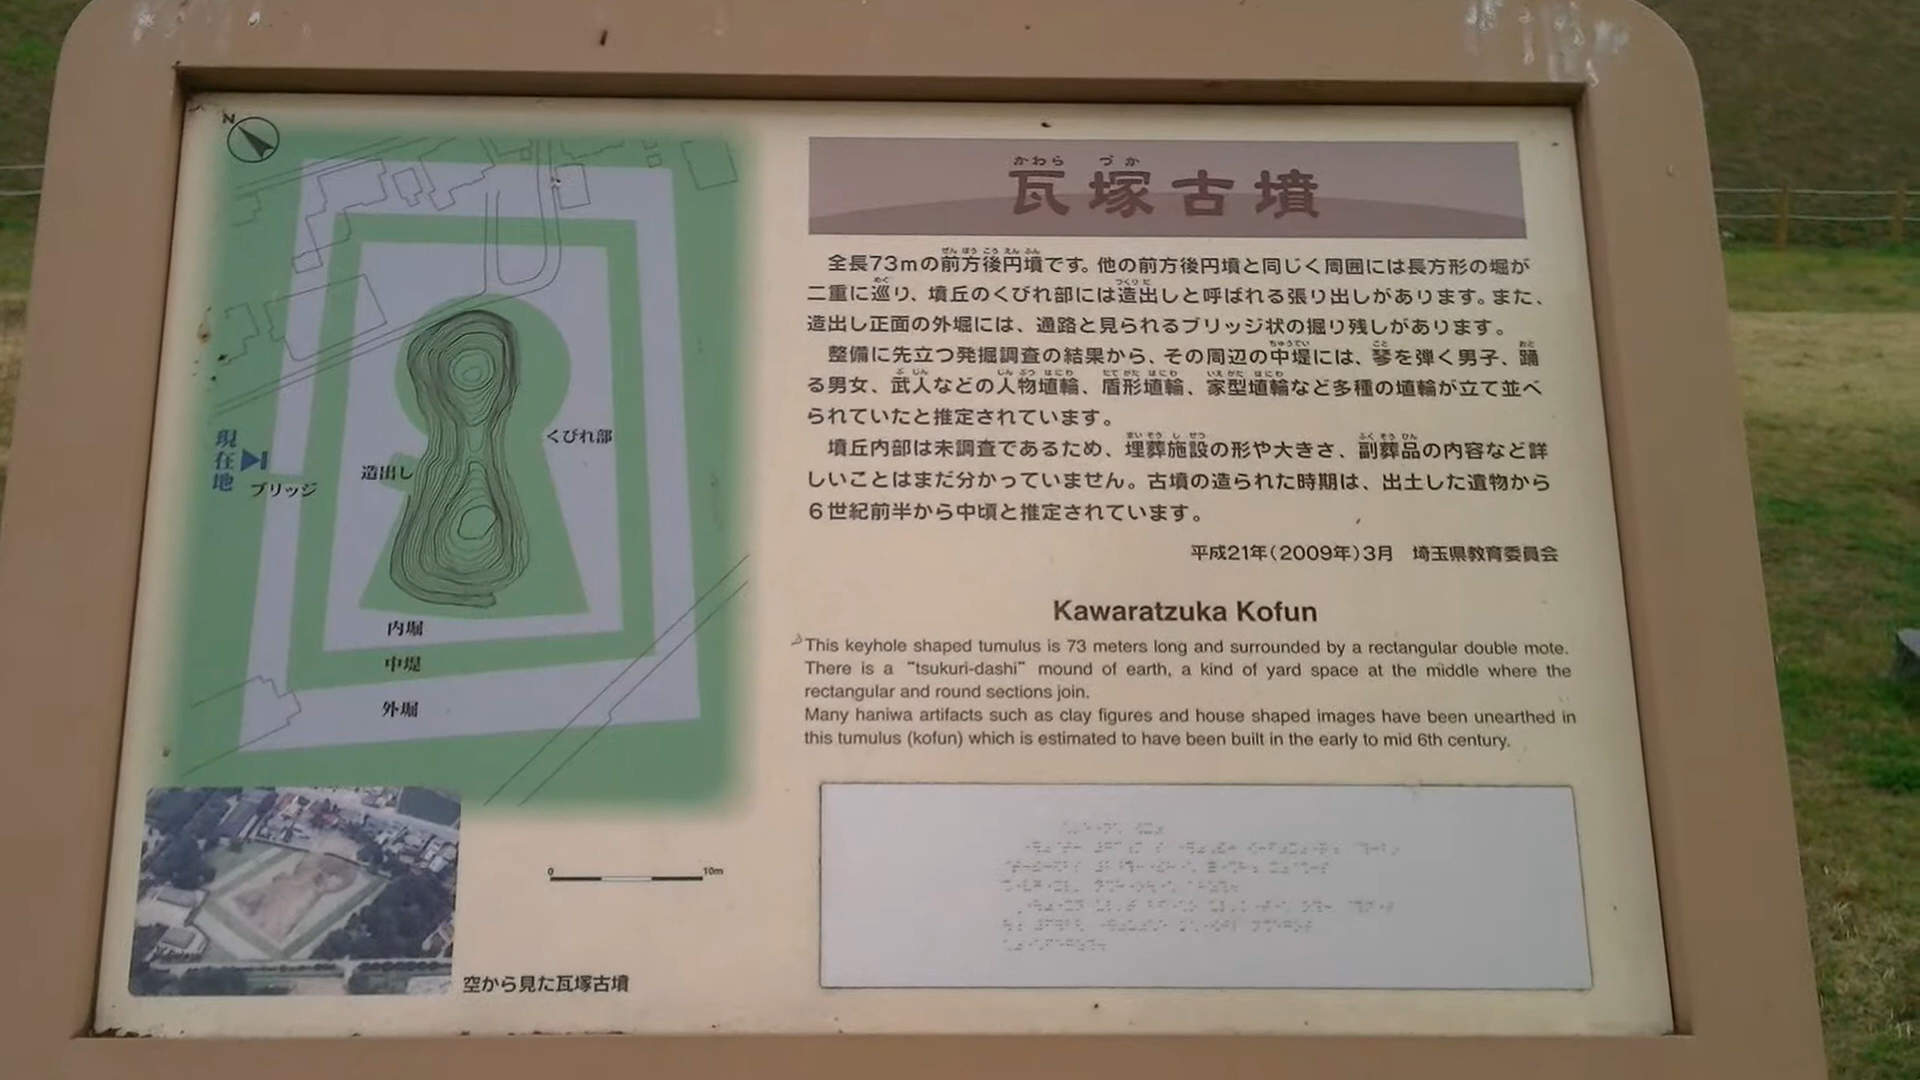 N
かわら づか
瓦塚古墳
全長73mの前方後円墳です。他の前方後円墳と同じく周囲には長方形の堀が
二重に巡り、墳丘のくびれ部には造出しと呼ばれる張り出しがあります。また、
造出し正面の外堀には、通路と見られるブリッジ状の掘り残しがあります。
整備に先立つ発掘調査の結果から、その周辺の中堤には、琴を弾く男子、踊
る男女、武人などの人物埴輪、盾形埴輪、家型埴輪など多種の埴輪が立て並べ
られていたと推定されています。
墳丘内部は未調査であるため、埋葬施設の形や大きさ、副葬品の内容など詳
しいことはまだ分かっていません。古墳の造られた時期は、出土した遺物から
6世紀前半から中頃と推定されています。
平成21年(2009年)3月 埼玉県教育委員会
Kawaratzuka Kofun
This keyhole shaped tumulus is 73 meters long and surrounded by a rectangular double mote.
There is a "tsukuri-dashi" mound of earth, a kind of yard space at the middle where the
rectangular and round sections join.
Many haniwa artifacts such as clay figures and house shaped images have been unearthed in
this tumulus (kofun) which is estimated to have been built in the early to mid 6th century.
くびれ部
造出し
現在地
ブリッジ
内堀
中堤
外堀
0 10m
空から見た瓦塚古墳